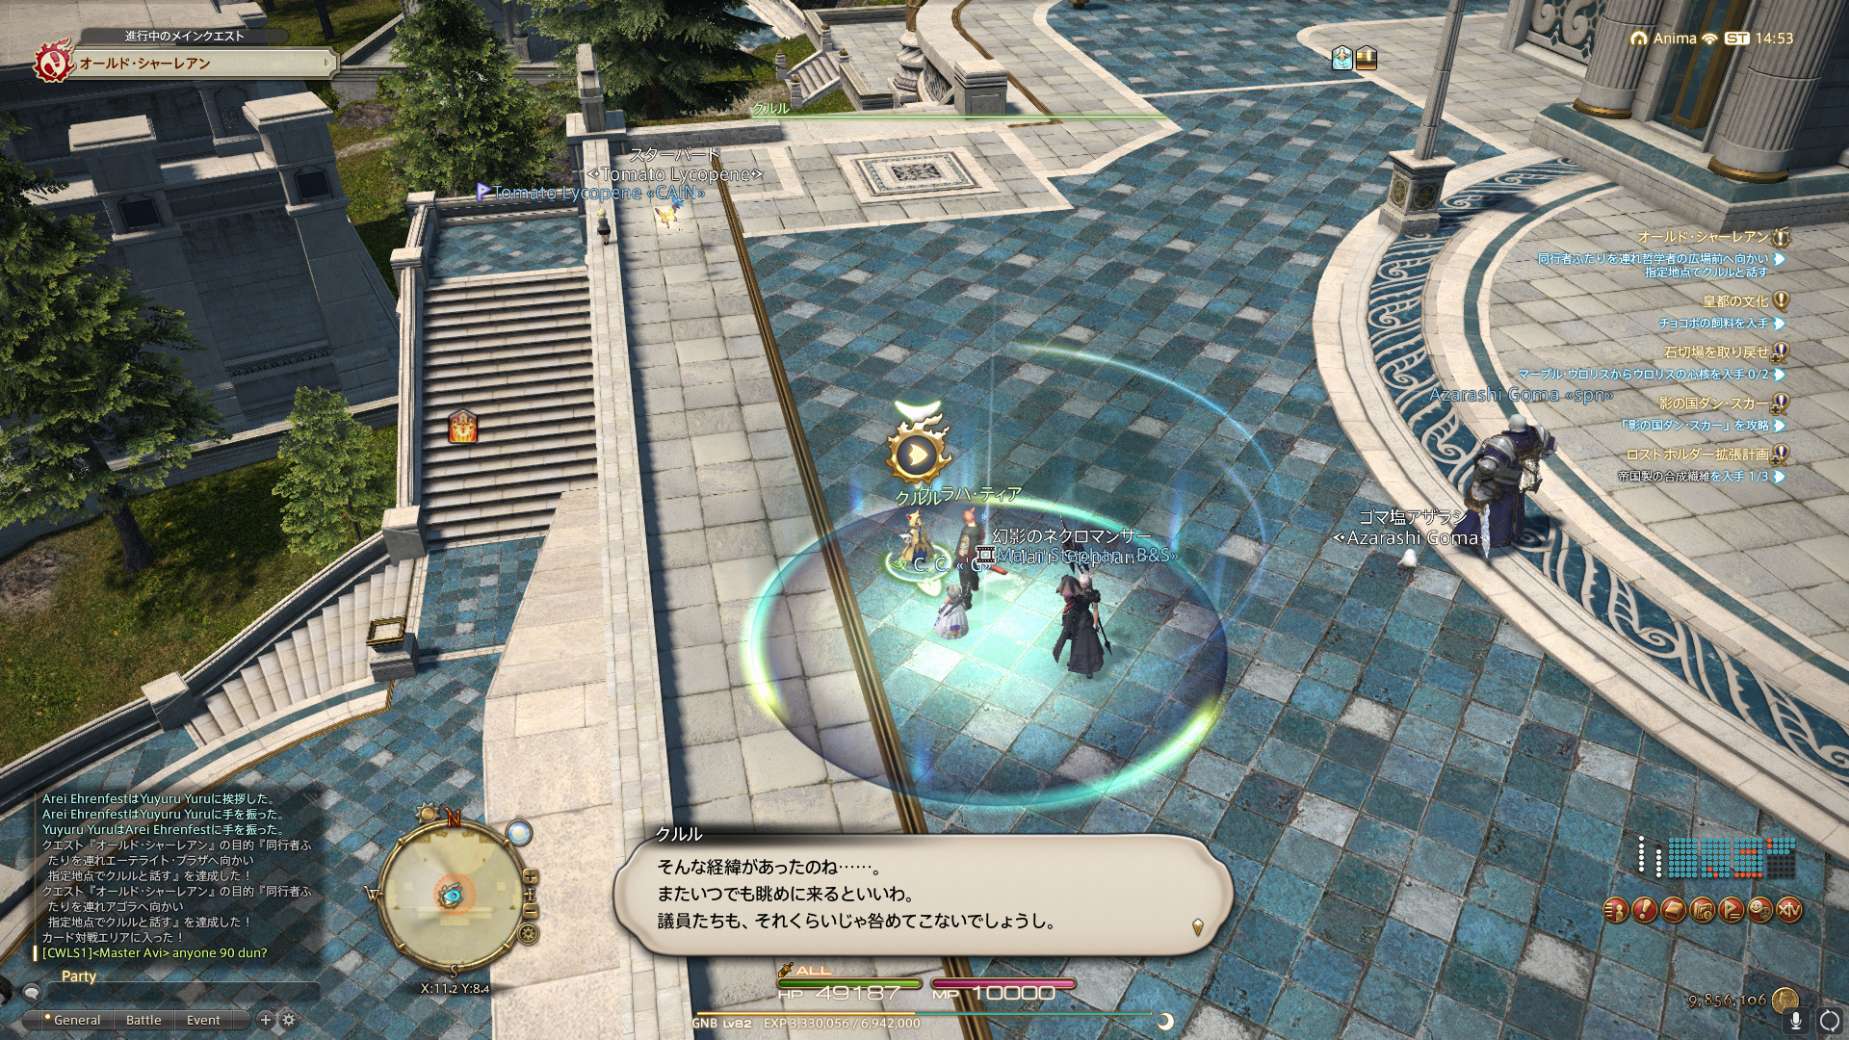 進行中のメインクエスト
オールド・シャーレアン
Anima ST 14:53
クルル
スターバード
<Tomato Lycopene>
Tomato Lycopene «CAIN»
オールド・シャーレアン
同行者ふたりを連れ哲学者の広場前へ向かい
指定地点でクルルと話す
皇都の文化
チョコボの飼料を入手
石切場を取り戻せ
マーブル・ウロリスからウロリスの心核を入手 0/2
Azarashi Goma «spn»
影の国ダン・スカー
「影の国ダン・スカー」を攻略
ロストホルダー拡張計画
帝国製の合成繊維を入手 1/3
クルル
ラハ・ティア
幻影のネクロマンサー
ゴマ塩アザラシ
<Azarashi Goma>
Arei EhrenfestはYuyuru Yuruに挨拶した。
Arei EhrenfestはYuyuru Yuruに手を振った。
Yuyuru YuruはArei Ehrenfestに手を振った。
クエスト『オールド・シャーレアン』の目的『同行者ふ
たりを連れエーテライト・プラザへ向かい
指定地点でクルルと話す』を達成した！
クエスト『オールド・シャーレアン』の目的『同行者ふ
たりを連れアゴラへ向かい
指定地点でクルルと話す』を達成した！
カード対戦エリアに入った！
[CWLS1]<Master Avi> anyone 90 dun?
Party
General Battle Event
N
W
S
X:11.2 Y:8.4
クルル
そんな経緯があったのね……。
またいつでも眺めに来るといいわ。
議員たちも、それくらいじゃ咎めてこないでしょうし。
ALL
HP 49187 MP 10000
GNB Lv82 EXP 3,330,056/6,942,000
XIV
9,856,106